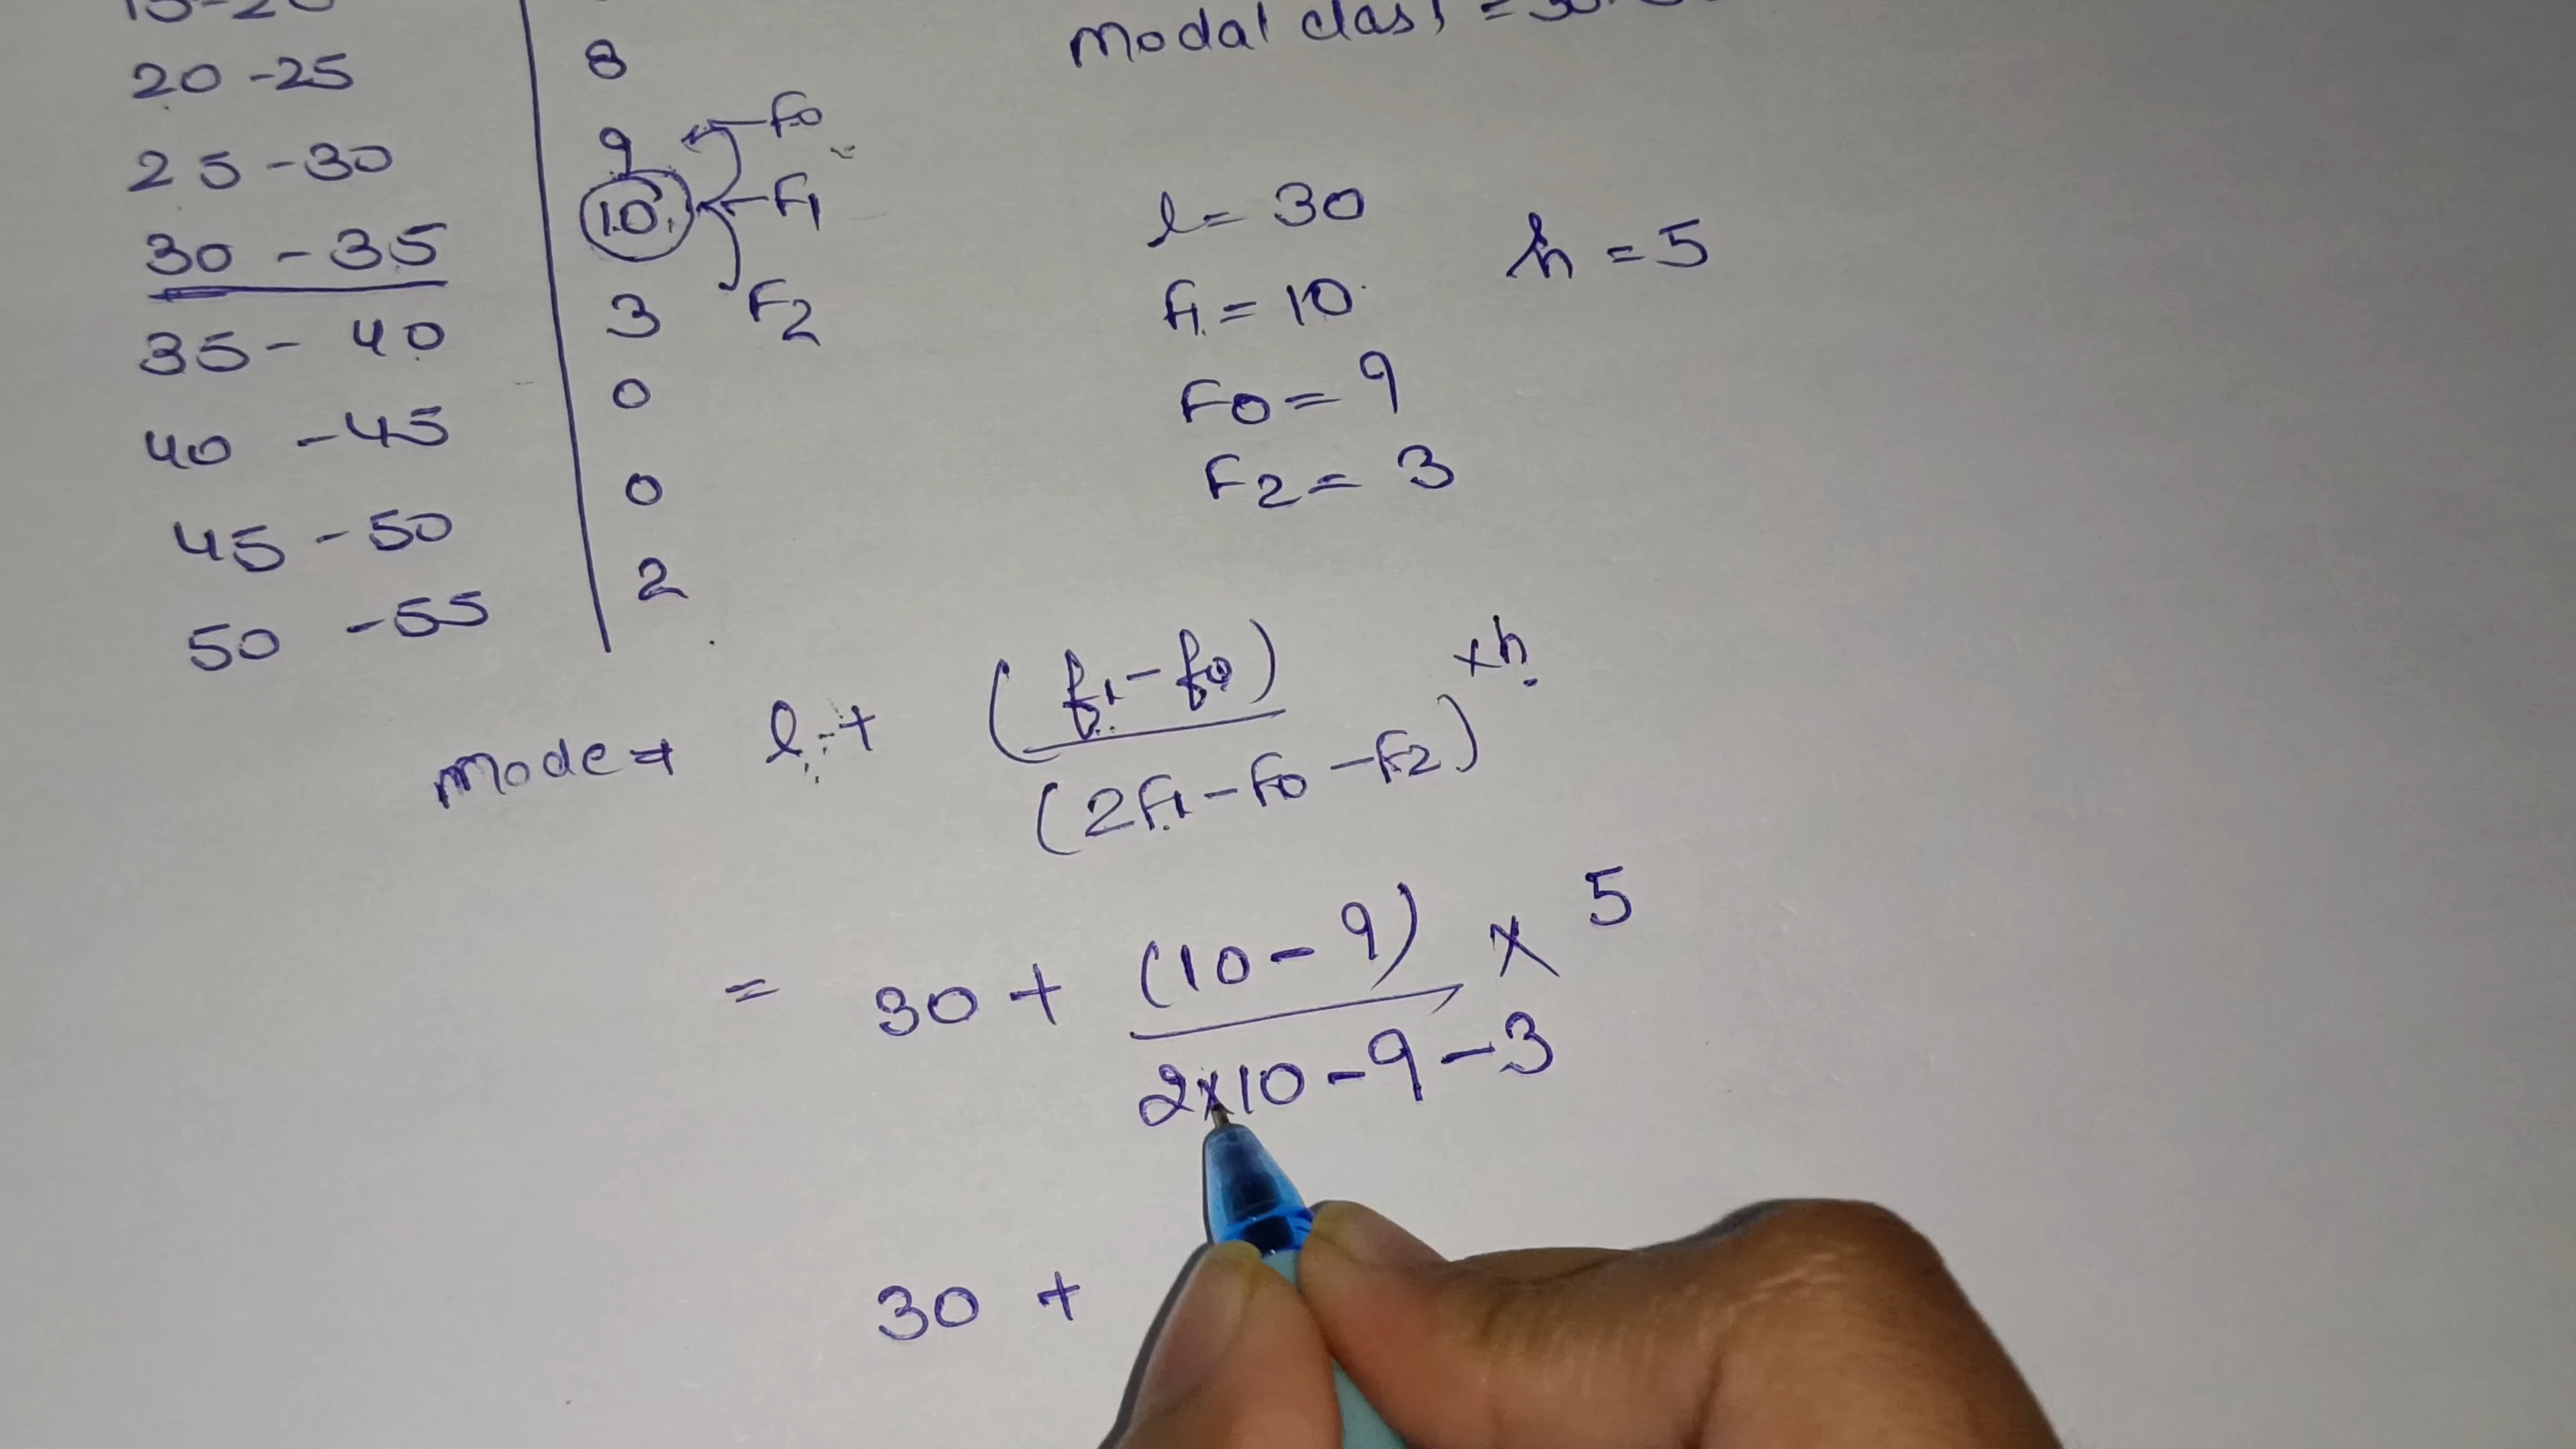 20 - 25 8
25 - 30 9 F0
30 - 35 10 F1
35 - 40 3 F2
40 - 45 0
45 - 50 0
50 - 55 2
Modal class =
l = 30
h = 5
F1 = 10
F0 = 9
F2 = 3
Mode = l + (f1 - f0) / (2F1 - F0 - F2) × h
= 30 + (10 - 9) / 2×10 - 9 - 3 × 5
30 +